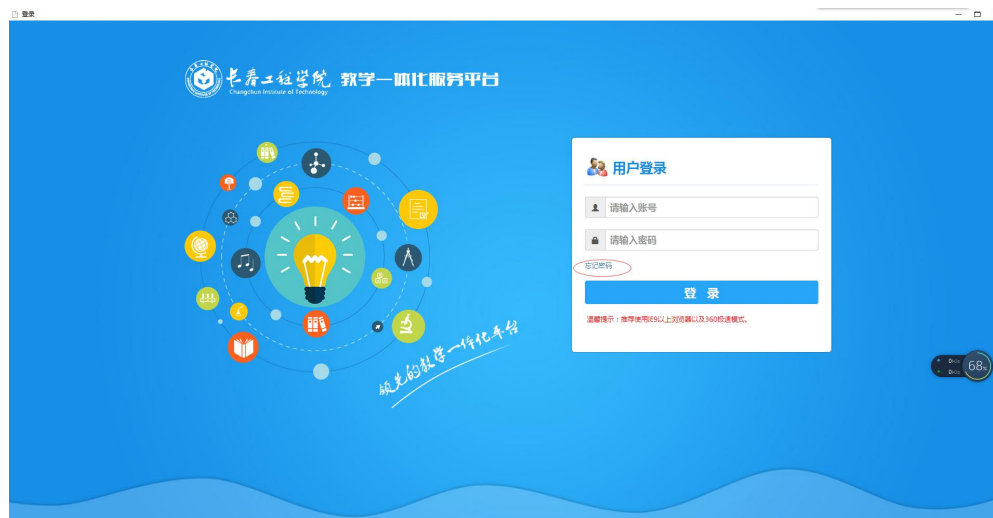 登录
长春工程学院 教学一体化服务平台
Changchun Institute of Technology
用户登录
请输入账号
请输入密码
忘记密码
登 录
温馨提示：推荐使用IE9以上浏览器以及360极速模式。
领先的教学一体化平台
68%